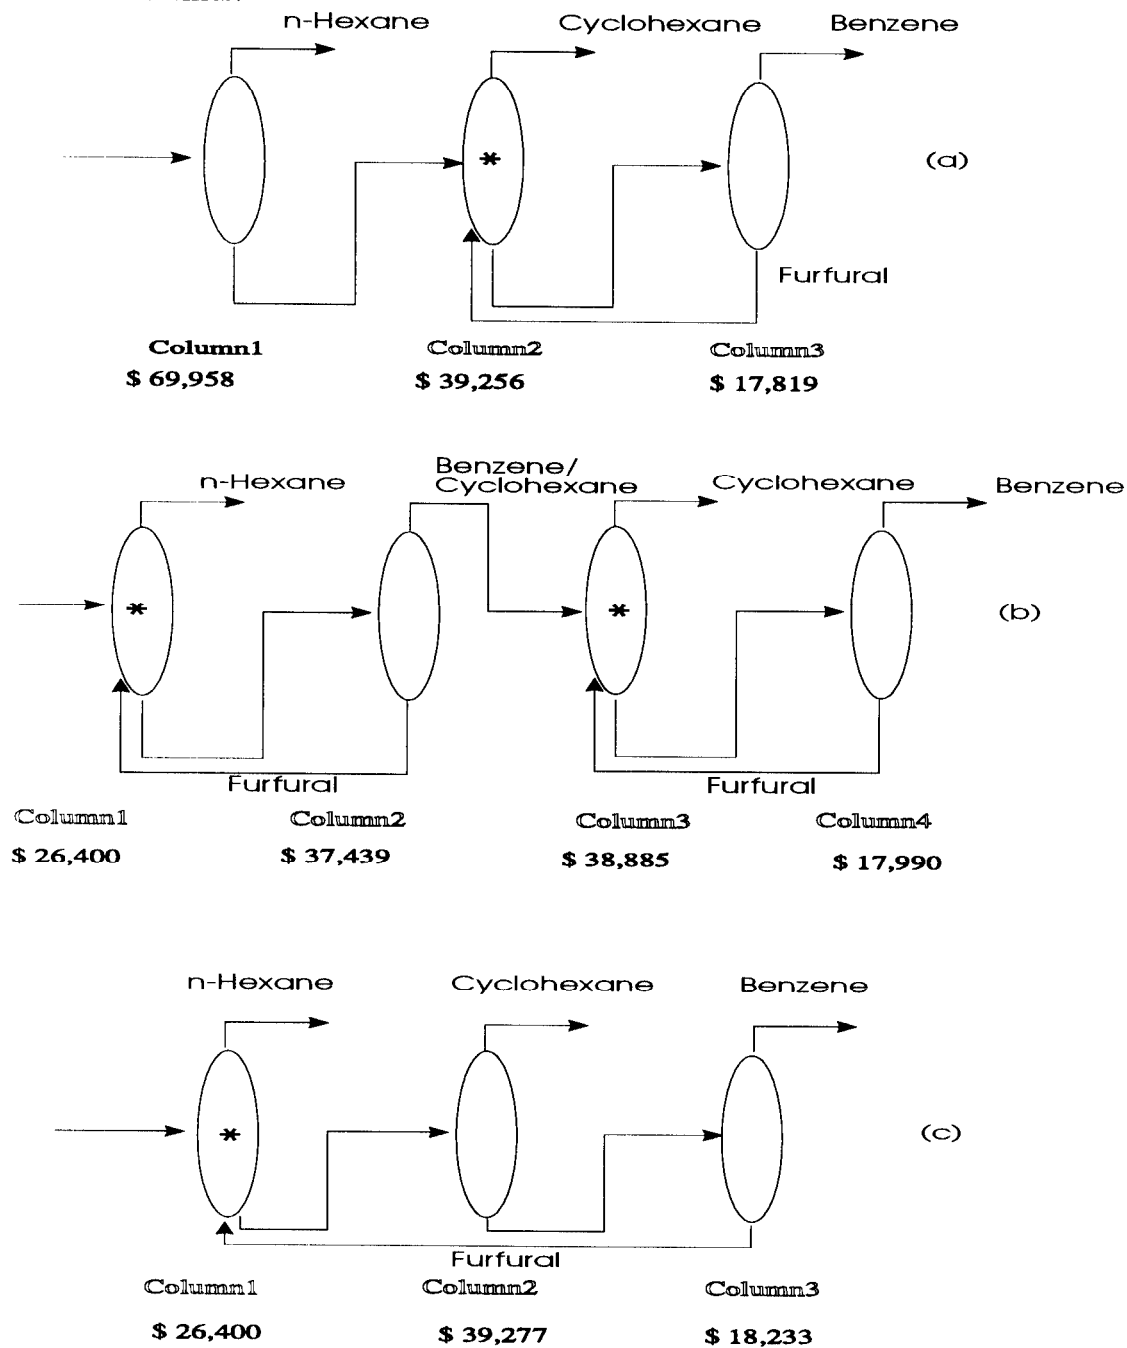 n-Hexane
Cyclohexane
Benzene
*
(a)
Furfural
Column1
Column2
Column3
$ 69,958
$ 39,256
$ 17,819
n-Hexane
Benzene/
Cyclohexane
Cyclohexane
Benzene
*
*
(b)
Furfural
Furfural
Column1
Column2
Column3
Column4
$ 26,400
$ 37,439
$ 38,885
$ 17,990
n-Hexane
Cyclohexane
Benzene
*
(c)
Furfural
Column1
Column2
Column3
$ 26,400
$ 39,277
$ 18,233